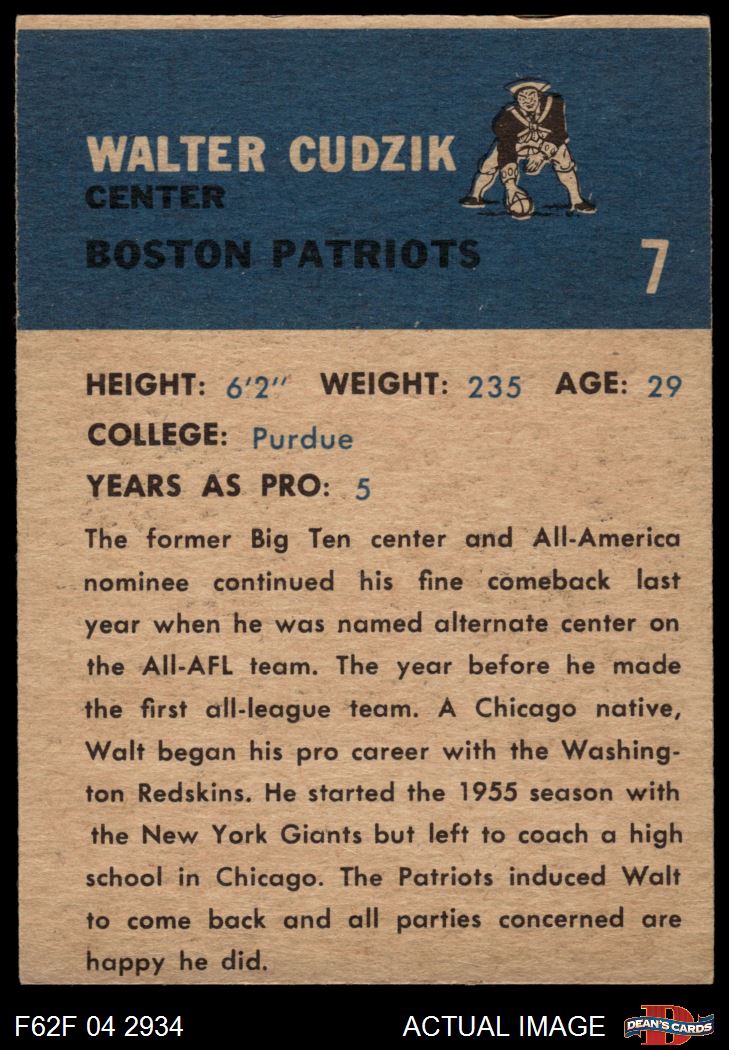 WALTER CUDZIK
CENTER
BOSTON PATRIOTS
7
HEIGHT: 6'2" WEIGHT: 235 AGE: 29
COLLEGE: Purdue
YEARS AS PRO: 5
The former Big Ten center and All-America
nominee continued his fine comeback last
year when he was named alternate center on
the All-AFL team. The year before he made
the first all-league team. A Chicago native,
Walt began his pro career with the Washing-
ton Redskins. He started the 1955 season with
the New York Giants but left to coach a high
school in Chicago. The Patriots induced Walt
to come back and all parties concerned are
happy he did.
F62F 04 2934 ACTUAL IMAGE D DEAN'S CARDS